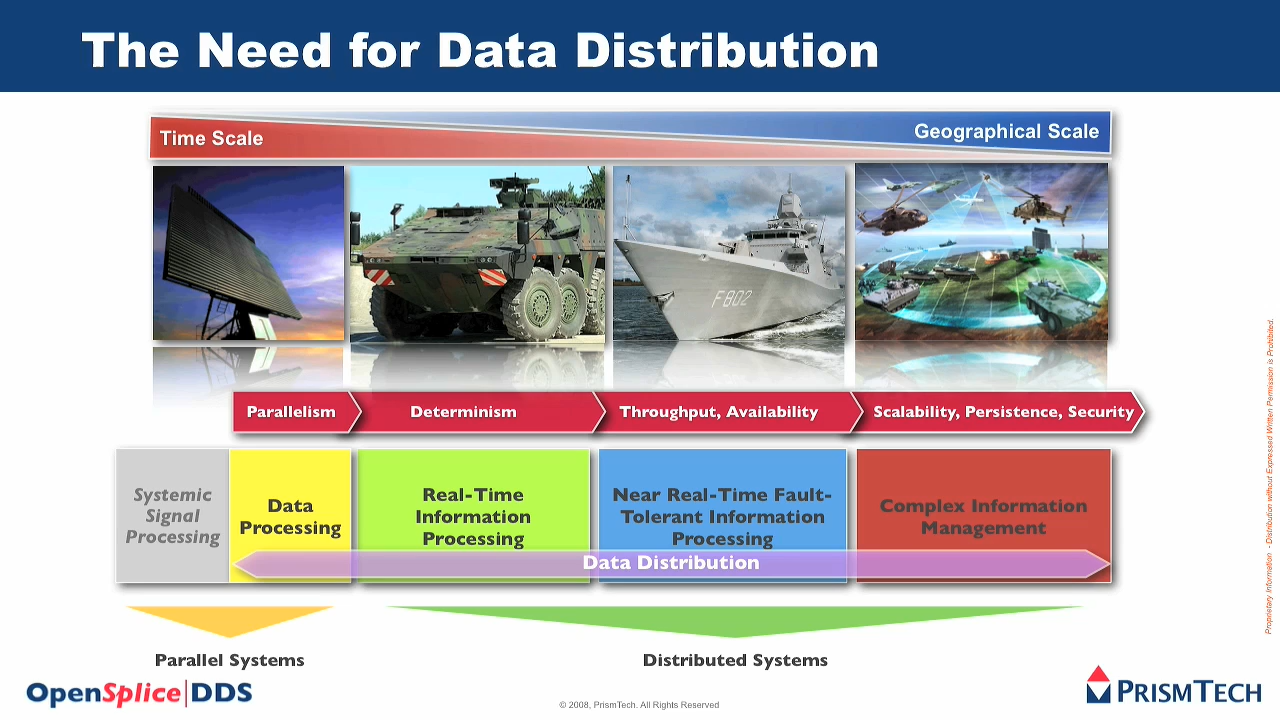 The Need for Data Distribution
Time Scale
Geographical Scale
F802
Parallelism
Determinism
Throughput, Availability
Scalability, Persistence, Security
Systemic
Signal
Processing
Data
Processing
Real-Time
Information
Processing
Near Real-Time Fault-
Tolerant Information
Processing
Complex Information
Management
Data Distribution
Parallel Systems
Distributed Systems
OpenSplice|DDS
© 2008, PrismTech. All Rights Reserved
PRISMTECH
Proprietary Information - Distribution without Expressed Written Permission is Prohibited.